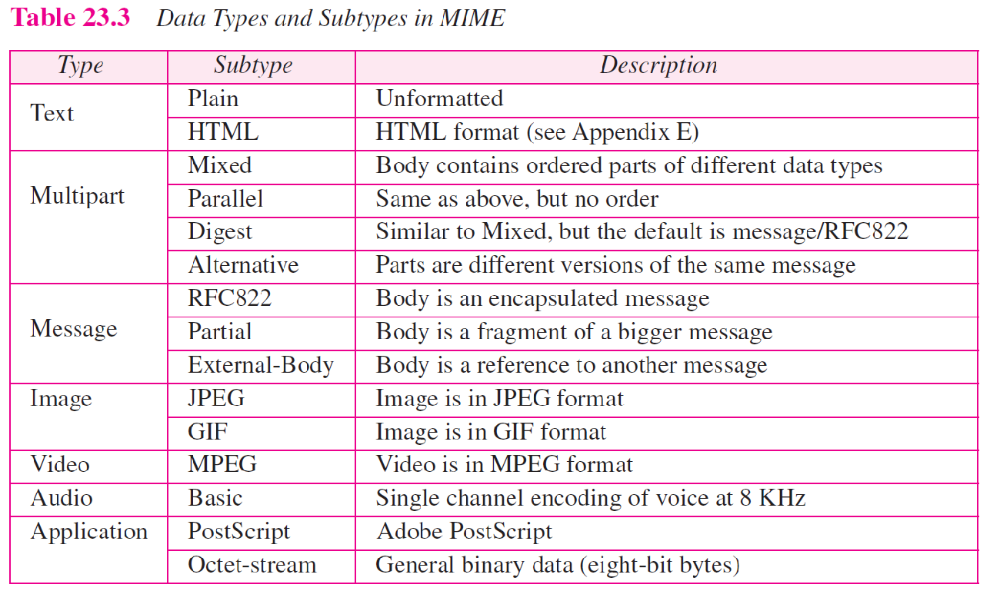 Table 23.3 Data Types and Subtypes in MIME
Type Subtype Description
Text Plain Unformatted
HTML HTML format (see Appendix E)
Multipart Mixed Body contains ordered parts of different data types
Parallel Same as above, but no order
Digest Similar to Mixed, but the default is message/RFC822
Alternative Parts are different versions of the same message
Message RFC822 Body is an encapsulated message
Partial Body is a fragment of a bigger message
External-Body Body is a reference to another message
Image JPEG Image is in JPEG format
GIF Image is in GIF format
Video MPEG Video is in MPEG format
Audio Basic Single channel encoding of voice at 8 KHz
Application PostScript Adobe PostScript
Octet-stream General binary data (eight-bit bytes)